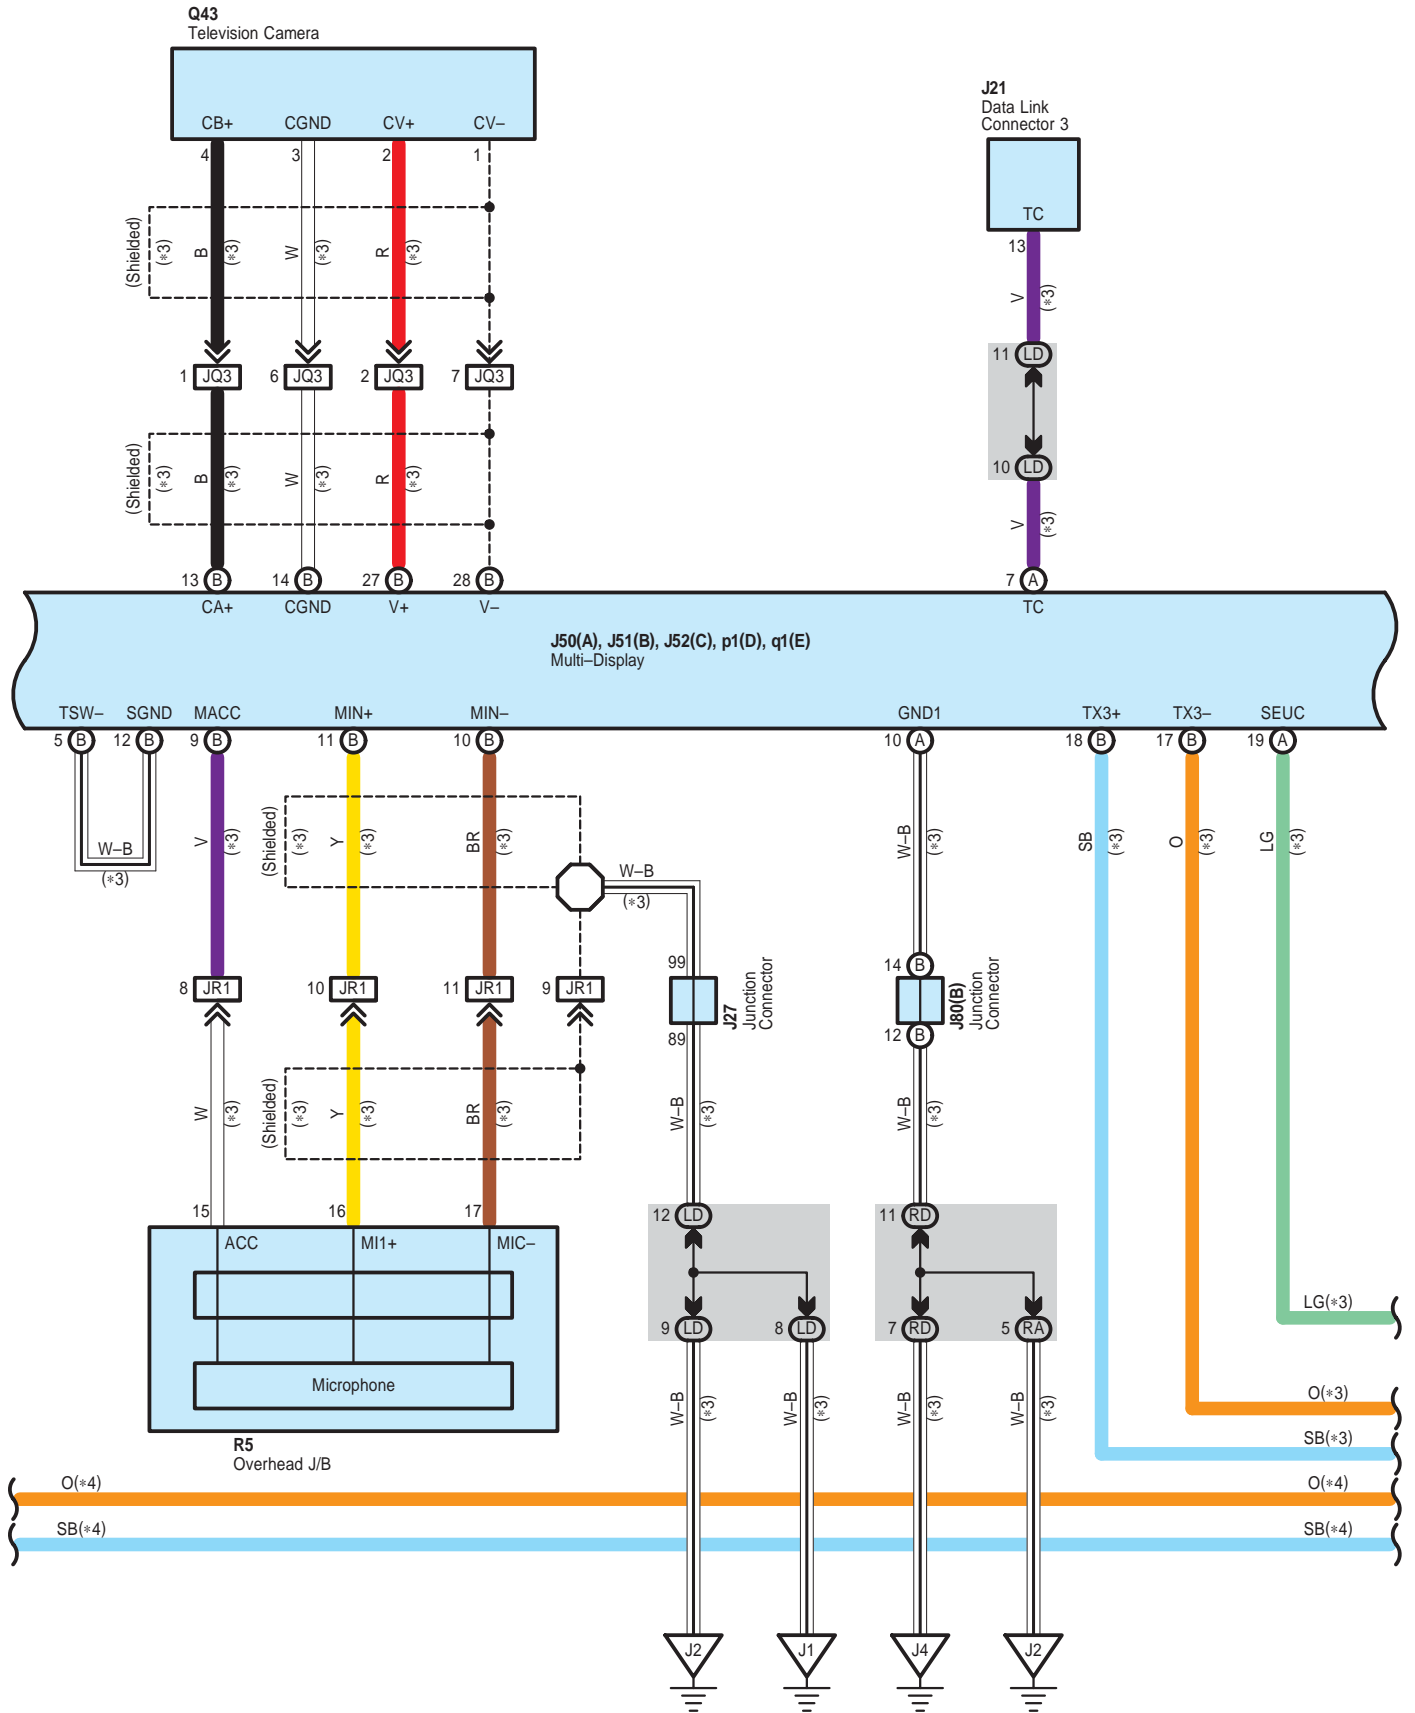 Q43
Television Camera
CB+ CGND CV+ CV–
4 3 2 1
J21
Data Link
Connector 3
TC
13
(Shielded) (*3) B (*3) W (*3) R (*3)
V (*3)
1 JQ3 6 JQ3 2 JQ3 7 JQ3
11 LD
10 LD
(Shielded) (*3) B (*3) W (*3) R (*3)
V (*3)
13 B 14 B 27 B 28 B 7 A
CA+ CGND V+ V– TC
J50(A), J51(B), J52(C), p1(D), q1(E)
Multi–Display
TSW– SGND MACC MIN+ MIN– GND1 TX3+ TX3– SEUC
5 B 12 B 9 B 11 B 10 B 10 A 18 B 17 B 19 A
W–B
(*3)
V (*3) (Shielded) (*3) Y (*3) BR (*3)
W–B
(*3)
W–B (*3) SB (*3) O (*3) LG (*3)
8 JR1 10 JR1 11 JR1 9 JR1
99
J27
Junction
Connector
89
14 B
J80(B)
Junction
Connector
12 B
W (*3) (Shielded) (*3) Y (*3) BR (*3) W–B (*3) W–B (*3)
15 16 17
ACC MI1+ MIC–
Microphone
R5
Overhead J/B
12 LD 11 RD
9 LD 8 LD 7 RD 5 RA
LG(*3)
W–B (*3) W–B (*3) W–B (*3) W–B (*3)
O(*3)
SB(*3)
O(*4) O(*4)
SB(*4) SB(*4)
J2 J1 J4 J2